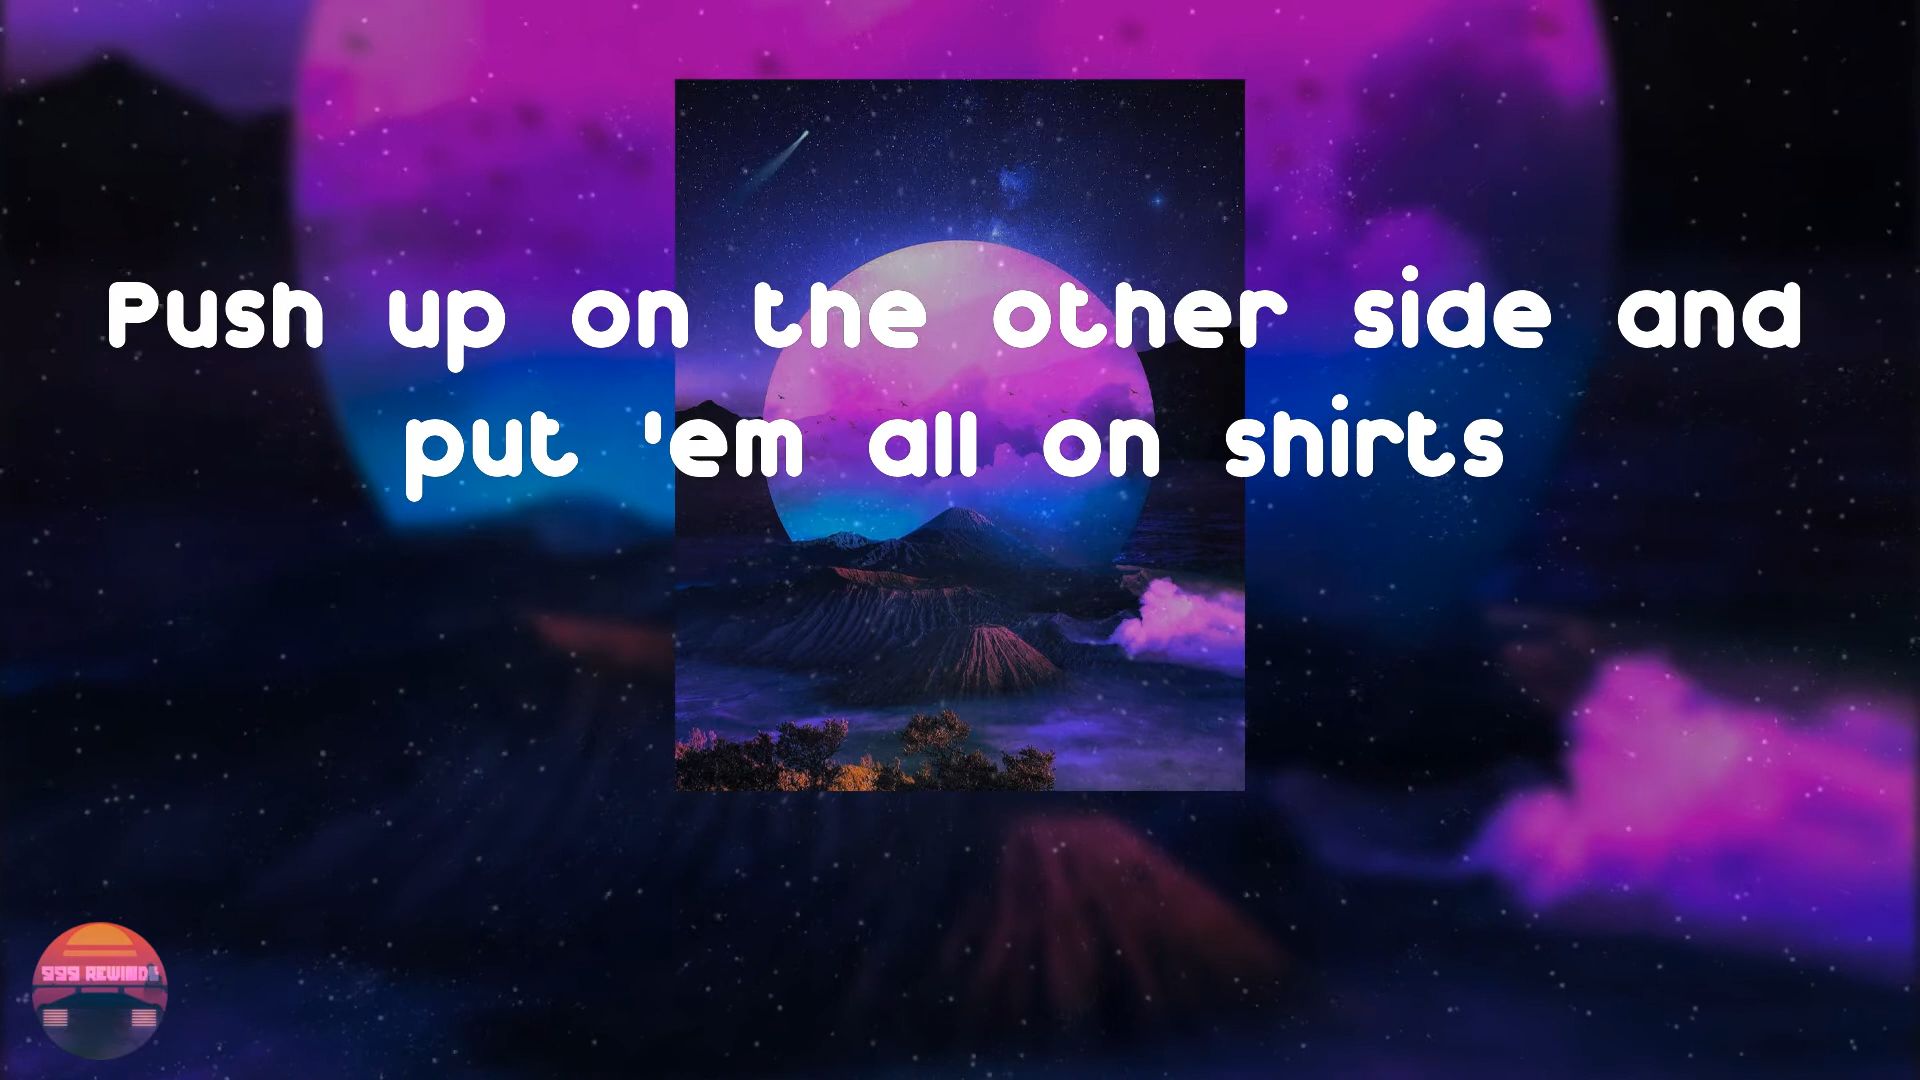 Push up on the other side and
put 'em all on shirts
999 REWIND